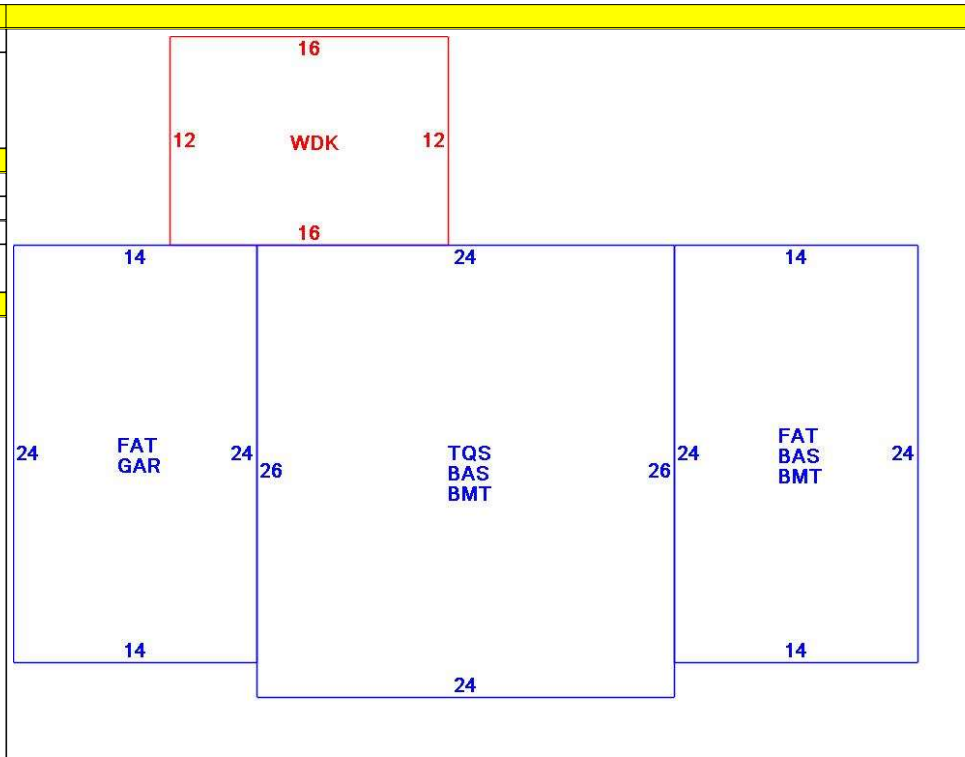 16
12 WDK 12
16
14 24 14
24 FAT 24
GAR
26 TQS 26
BAS
BMT
24 FAT 24
BAS
BMT
14 14
24